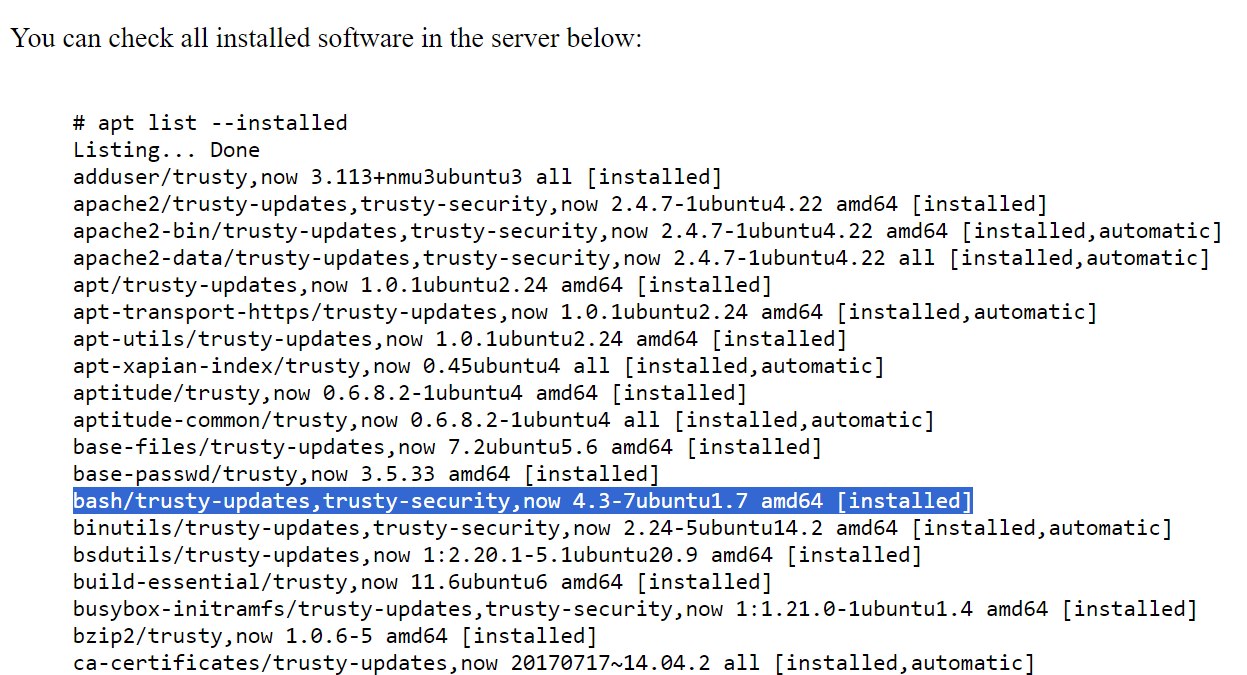 You can check all installed software in the server below:
# apt list --installed
Listing... Done
adduser/trusty,now 3.113+nmu3ubuntu3 all [installed]
apache2/trusty-updates,trusty-security,now 2.4.7-1ubuntu4.22 amd64 [installed]
apache2-bin/trusty-updates,trusty-security,now 2.4.7-1ubuntu4.22 amd64 [installed,automatic]
apache2-data/trusty-updates,trusty-security,now 2.4.7-1ubuntu4.22 all [installed,automatic]
apt/trusty-updates,now 1.0.1ubuntu2.24 amd64 [installed]
apt-transport-https/trusty-updates,now 1.0.1ubuntu2.24 amd64 [installed,automatic]
apt-utils/trusty-updates,now 1.0.1ubuntu2.24 amd64 [installed]
apt-xapian-index/trusty,now 0.45ubuntu4 all [installed,automatic]
aptitude/trusty,now 0.6.8.2-1ubuntu4 amd64 [installed]
aptitude-common/trusty,now 0.6.8.2-1ubuntu4 all [installed,automatic]
base-files/trusty-updates,now 7.2ubuntu5.6 amd64 [installed]
base-passwd/trusty,now 3.5.33 amd64 [installed]
bash/trusty-updates,trusty-security,now 4.3-7ubuntu1.7 amd64 [installed]
binutils/trusty-updates,trusty-security,now 2.24-5ubuntu14.2 amd64 [installed,automatic]
bsdutils/trusty-updates,now 1:2.20.1-5.1ubuntu20.9 amd64 [installed]
build-essential/trusty,now 11.6ubuntu6 amd64 [installed]
busybox-initramfs/trusty-updates,trusty-security,now 1:1.21.0-1ubuntu1.4 amd64 [installed]
bzip2/trusty,now 1.0.6-5 amd64 [installed]
ca-certificates/trusty-updates,now 20170717~14.04.2 all [installed,automatic]